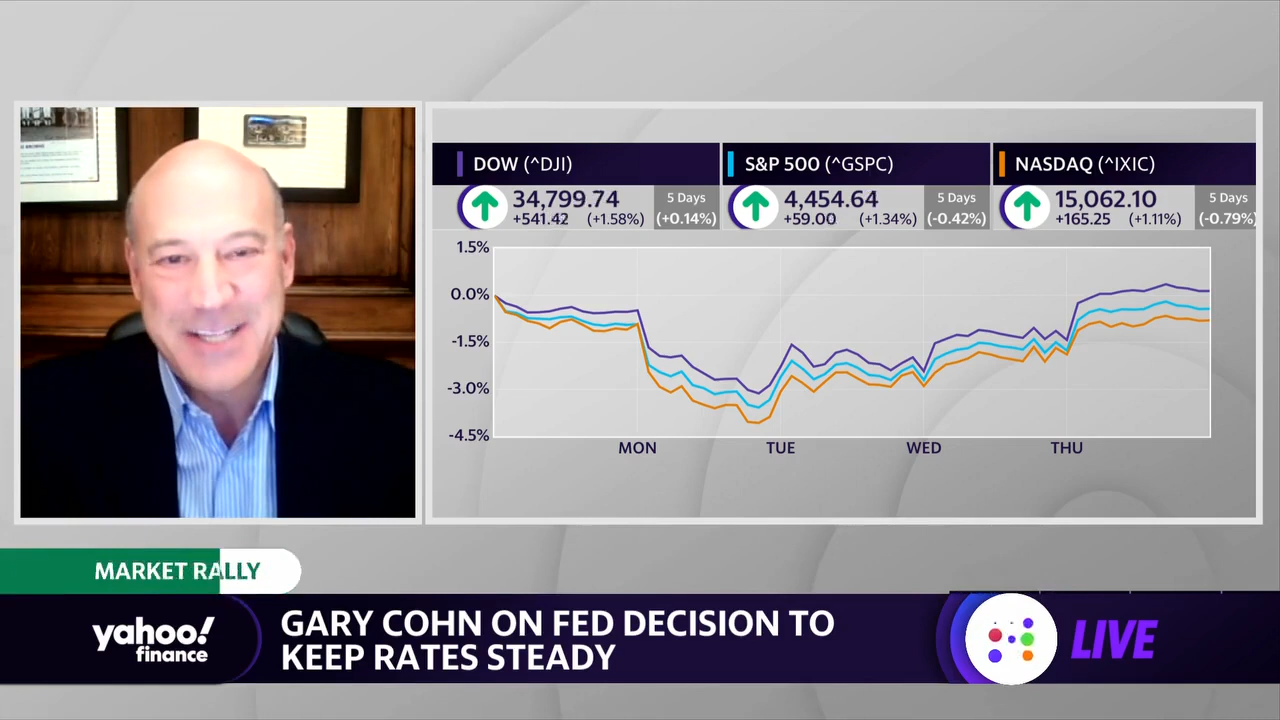 DOW (^DJI)
34,799.74
+541.42 (+1.58%)
5 Days
(+0.14%)
S&P 500 (^GSPC)
4,454.64
+59.00 (+1.34%)
5 Days
(-0.42%)
NASDAQ (^IXIC)
15,062.10
+165.25 (+1.11%)
5 Days
(-0.79%)
1.5%
0.0%
-1.5%
-3.0%
-4.5%
MON TUE WED THU
MARKET RALLY
yahoo!
finance
GARY COHN ON FED DECISION TO
KEEP RATES STEADY
LIVE